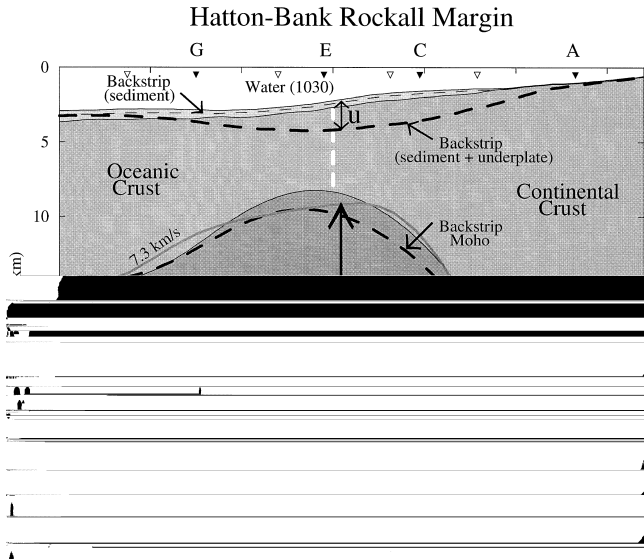 Hatton-Bank Rockall Margin
G E C A
0
Backstrip
(sediment)
Water (1030)
u
5
Backstrip
(sediment + underplate)
Oceanic
Crust
Continental
Crust
10
Backstrip
Moho
7.3 km/s
km)